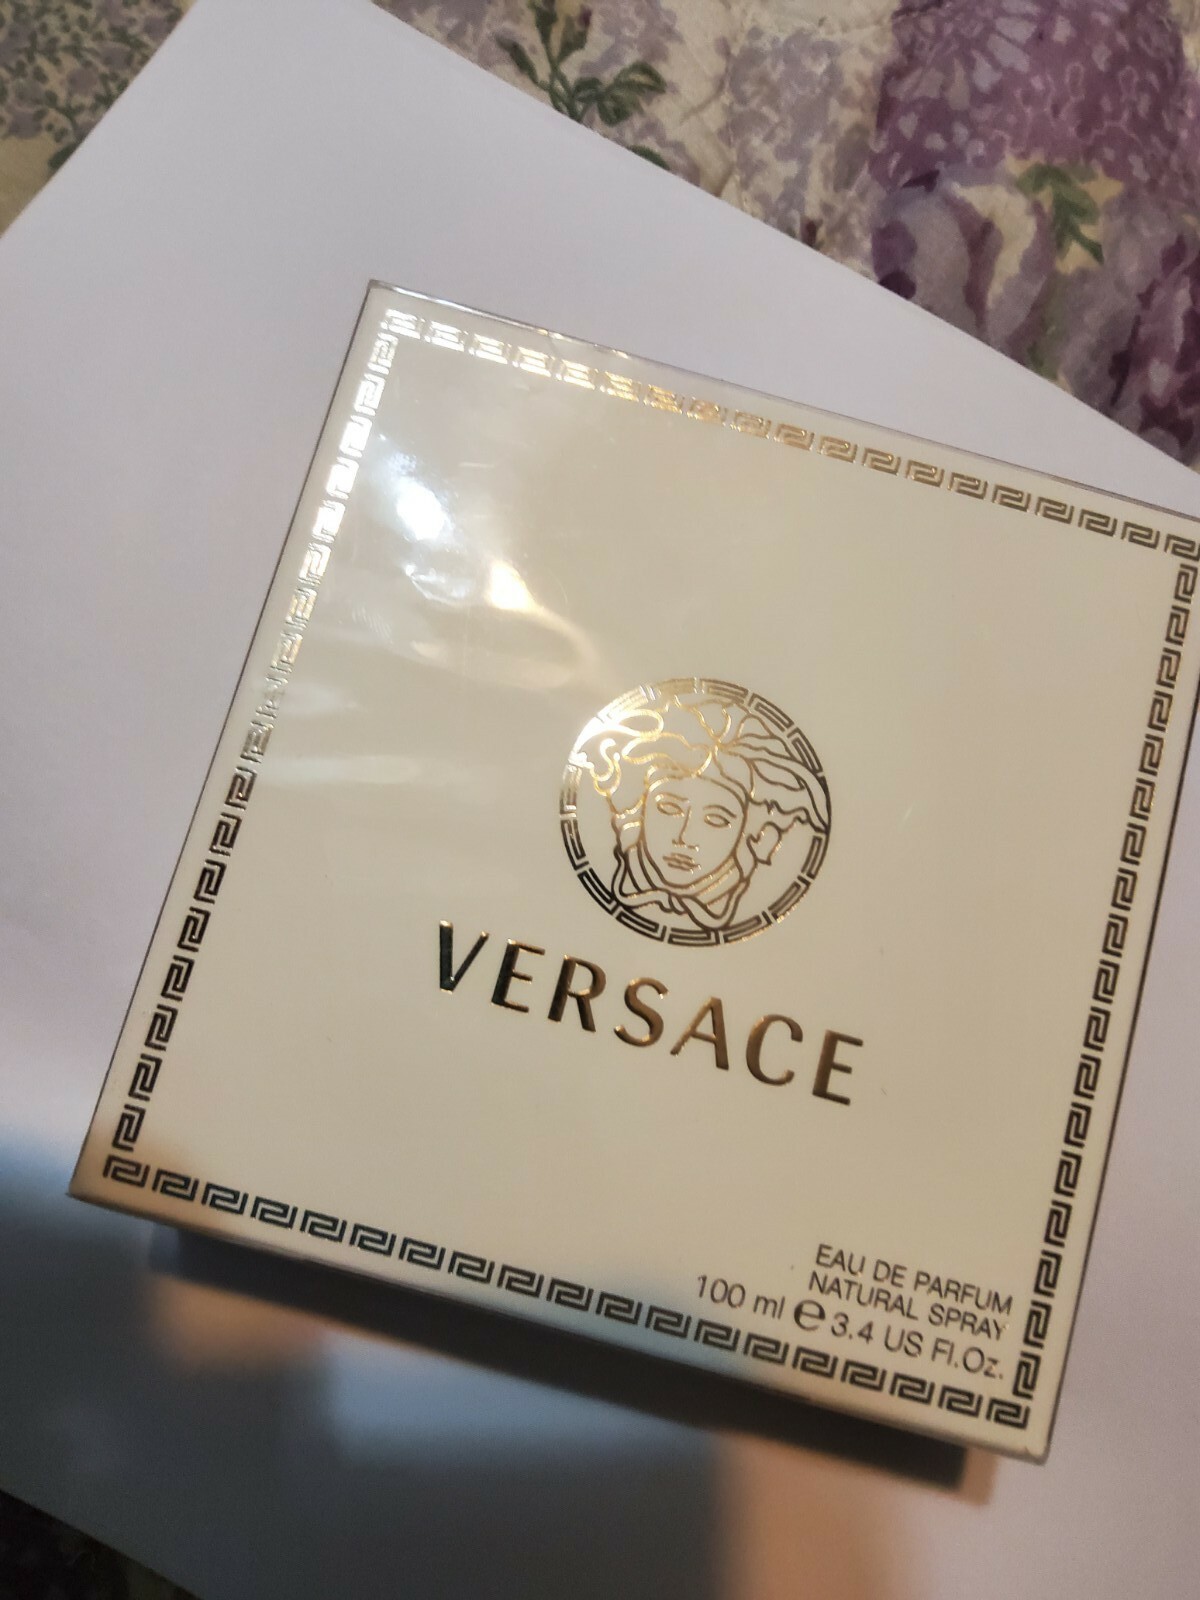 VERSACE
EAU DE PARFUM
NATURAL SPRAY
100 ml ℮ 3.4 US Fl.Oz.